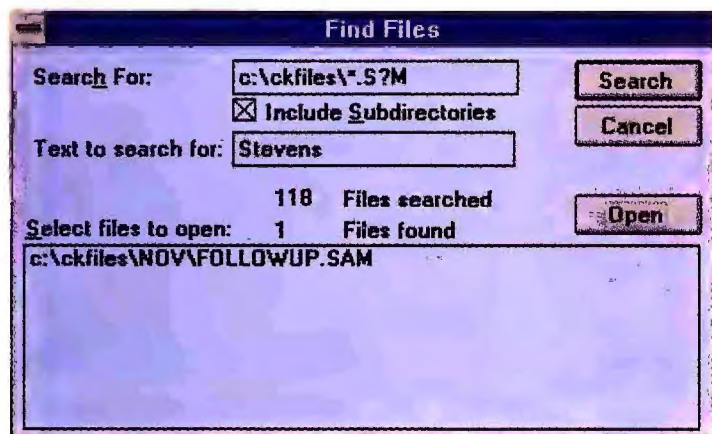 Find Files
Search For: c:\ckfiles\*.S?M Search
Include Subdirectories
Cancel
Text to search for: Stevens
118 Files searched
Open
Select files to open: 1 Files found
c:\ckfiles\NOV\FOLLOWUP.SAM